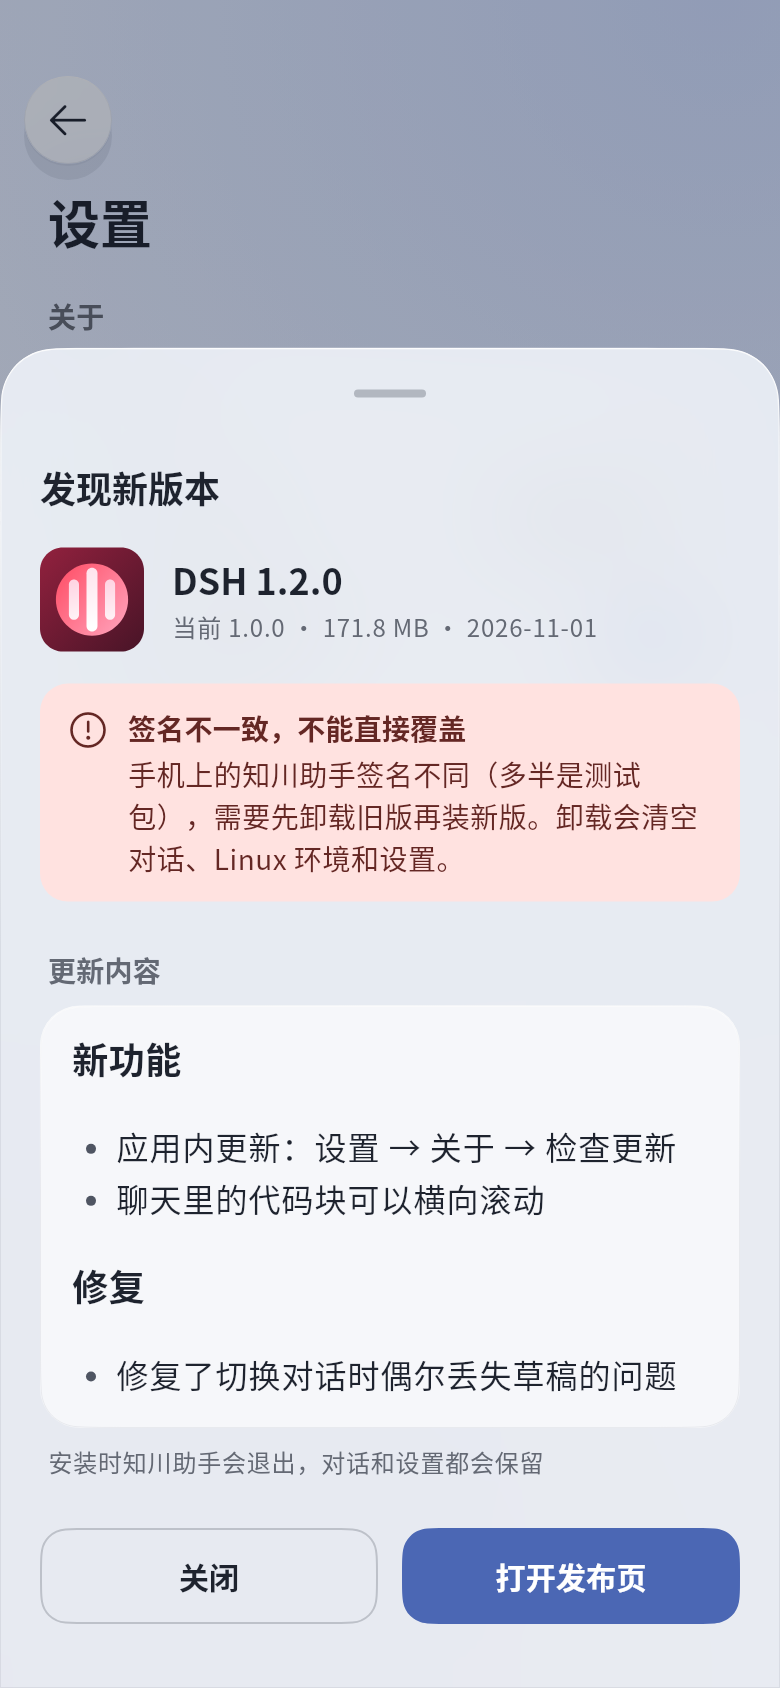 设置
关于
发现新版本
DSH 1.2.0
当前 1.0.0 · 171.8 MB · 2026-11-01
签名不一致，不能直接覆盖
手机上的知川助手签名不同（多半是测试
包），需要先卸载旧版再装新版。卸载会清空
对话、Linux 环境和设置。
更新内容
新功能
• 应用内更新：设置 → 关于 → 检查更新
• 聊天里的代码块可以横向滚动
修复
• 修复了切换对话时偶尔丢失草稿的问题
安装时知川助手会退出，对话和设置都会保留
关闭
打开发布页